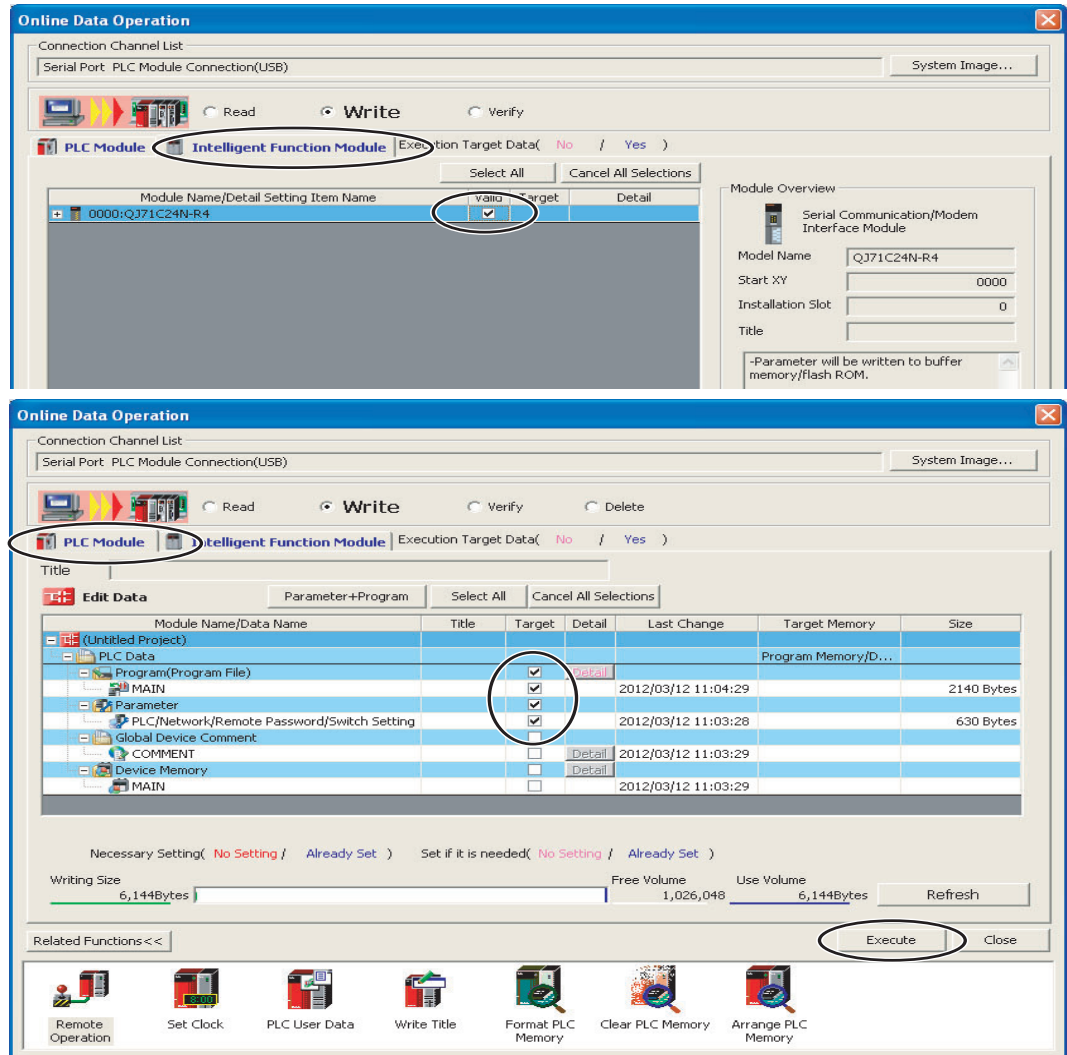 Online Data Operation
Connection Channel List
Serial Port PLC Module Connection(USB)
System Image...
Read
Write
Verify
PLC Module
Intelligent Function Module
Execution Target Data( No / Yes )
Select All
Cancel All Selections
Module Name/Detail Setting Item Name
Valid
Target
Detail
0000:QJ71C24N-R4
Module Overview
Serial Communication/Modem
Interface Module
Model Name
QJ71C24N-R4
Start XY
0000
Installation Slot
0
Title
-Parameter will be written to buffer
memory/flash ROM.
Online Data Operation
Connection Channel List
Serial Port PLC Module Connection(USB)
System Image...
Read
Write
Verify
Delete
PLC Module
Intelligent Function Module
Execution Target Data( No / Yes )
Title
Edit Data
Parameter+Program
Select All
Cancel All Selections
Module Name/Data Name
Title
Target
Detail
Last Change
Target Memory
Size
(Untitled Project)
PLC Data
Program Memory/D...
Program(Program File)
Detail
MAIN
2012/03/12 11:04:29
2140 Bytes
Parameter
PLC/Network/Remote Password/Switch Setting
2012/03/12 11:03:28
630 Bytes
Global Device Comment
COMMENT
Detail
2012/03/12 11:03:29
Device Memory
Detail
MAIN
2012/03/12 11:03:29
Necessary Setting( No Setting / Already Set )
Set if it is needed( No Setting / Already Set )
Writing Size
6,144Bytes
Free Volume
1,026,048
Use Volume
6,144Bytes
Refresh
Related Functions<<
Execute
Close
8:00
Remote
Operation
Set Clock
PLC User Data
Write Title
Format PLC
Memory
Clear PLC Memory
Arrange PLC
Memory